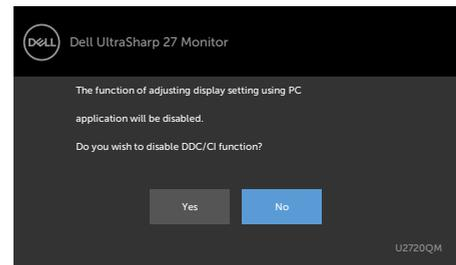 DELL
Dell UltraSharp 27 Monitor
The function of adjusting display setting using PC
application will be disabled.
Do you wish to disable DDC/CI function?
Yes
No
U2720QM